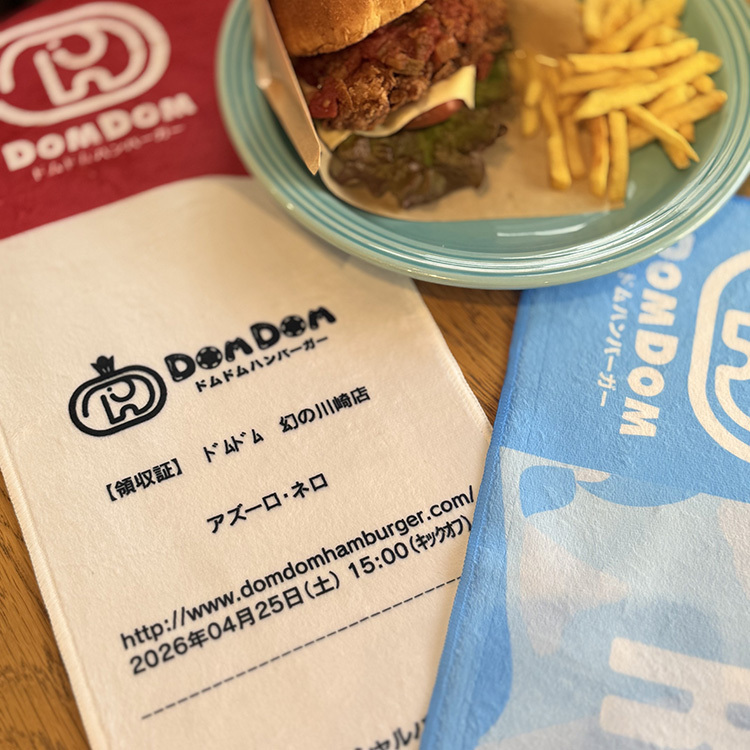 DOMDOM
ドムドムハンバーガー
DOMDOM
ドムドムハンバーガー
【領収証】 ﾄﾞﾑﾄﾞﾑ 幻の川崎店
アズーロ・ネロ
http://www.domdomhamburger.com/
2026年04月25日(土) 15:00(ｷｯｸｵﾌ)
DOMDOM
ドムハンバーガー